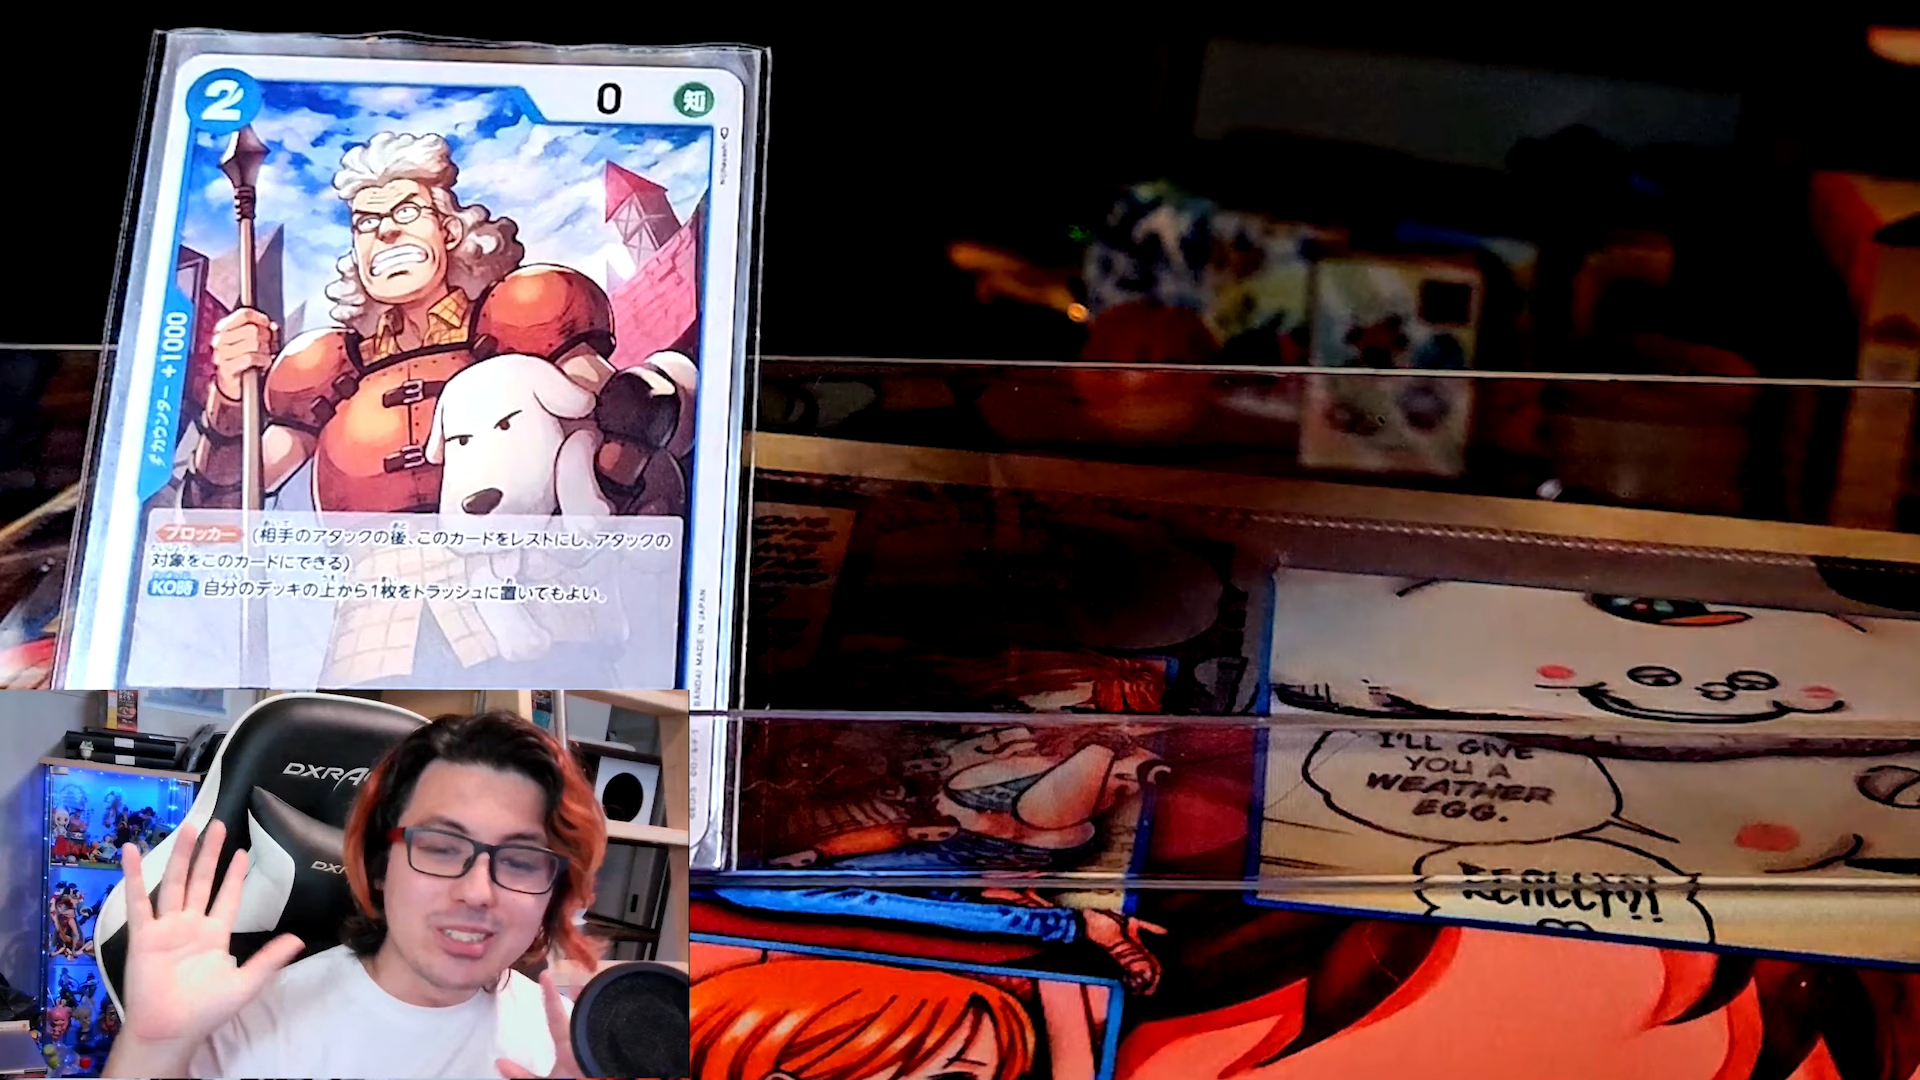 2
0
知
カウンター +1000
ブロッカー (相手のアタックの後、このカードをレストにし、アタックの
対象をこのカードにできる)
KO時 自分のデッキの上から1枚をトラッシュに置いてもよい。
BANDAI MADE IN JAPAN
DXRA
DX
I'LL GIVE
YOU A
WEATHER
EGG.
REALLY?!